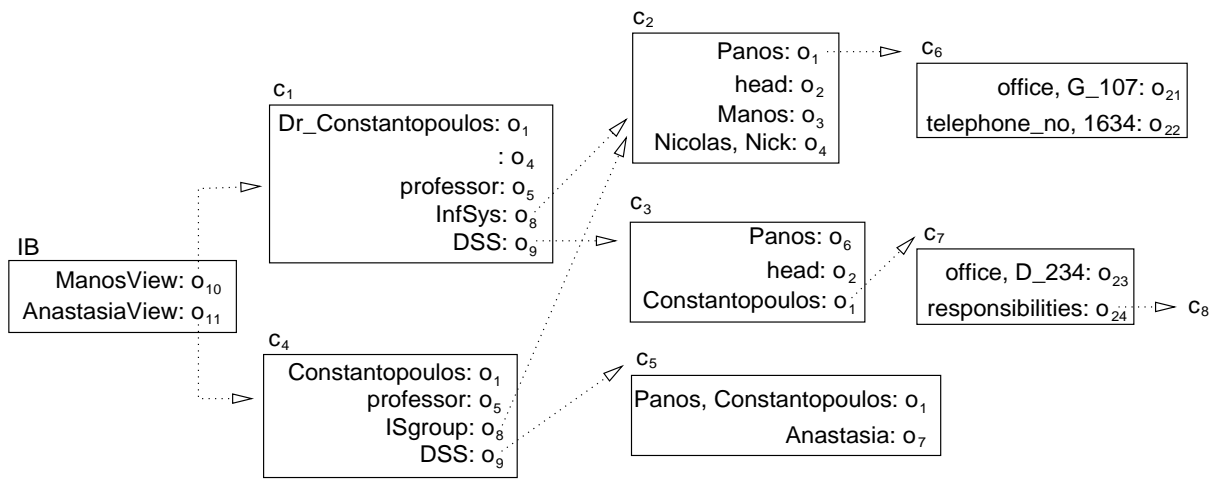 IB
ManosView: o₁₀
AnastasiaView: o₁₁
c₁
Dr_Constantopoulos: o₁
: o₄
professor: o₅
InfSys: o₈
DSS: o₉
c₄
Constantopoulos: o₁
professor: o₅
ISgroup: o₈
DSS: o₉
c₂
Panos: o₁
head: o₂
Manos: o₃
Nicolas, Nick: o₄
c₃
Panos: o₆
head: o₂
Constantopoulos: o₁
c₅
Panos, Constantopoulos: o₁
Anastasia: o₇
c₆
office, G_107: o₂₁
telephone_no, 1634: o₂₂
c₇
office, D_234: o₂₃
responsibilities: o₂₄
c₈